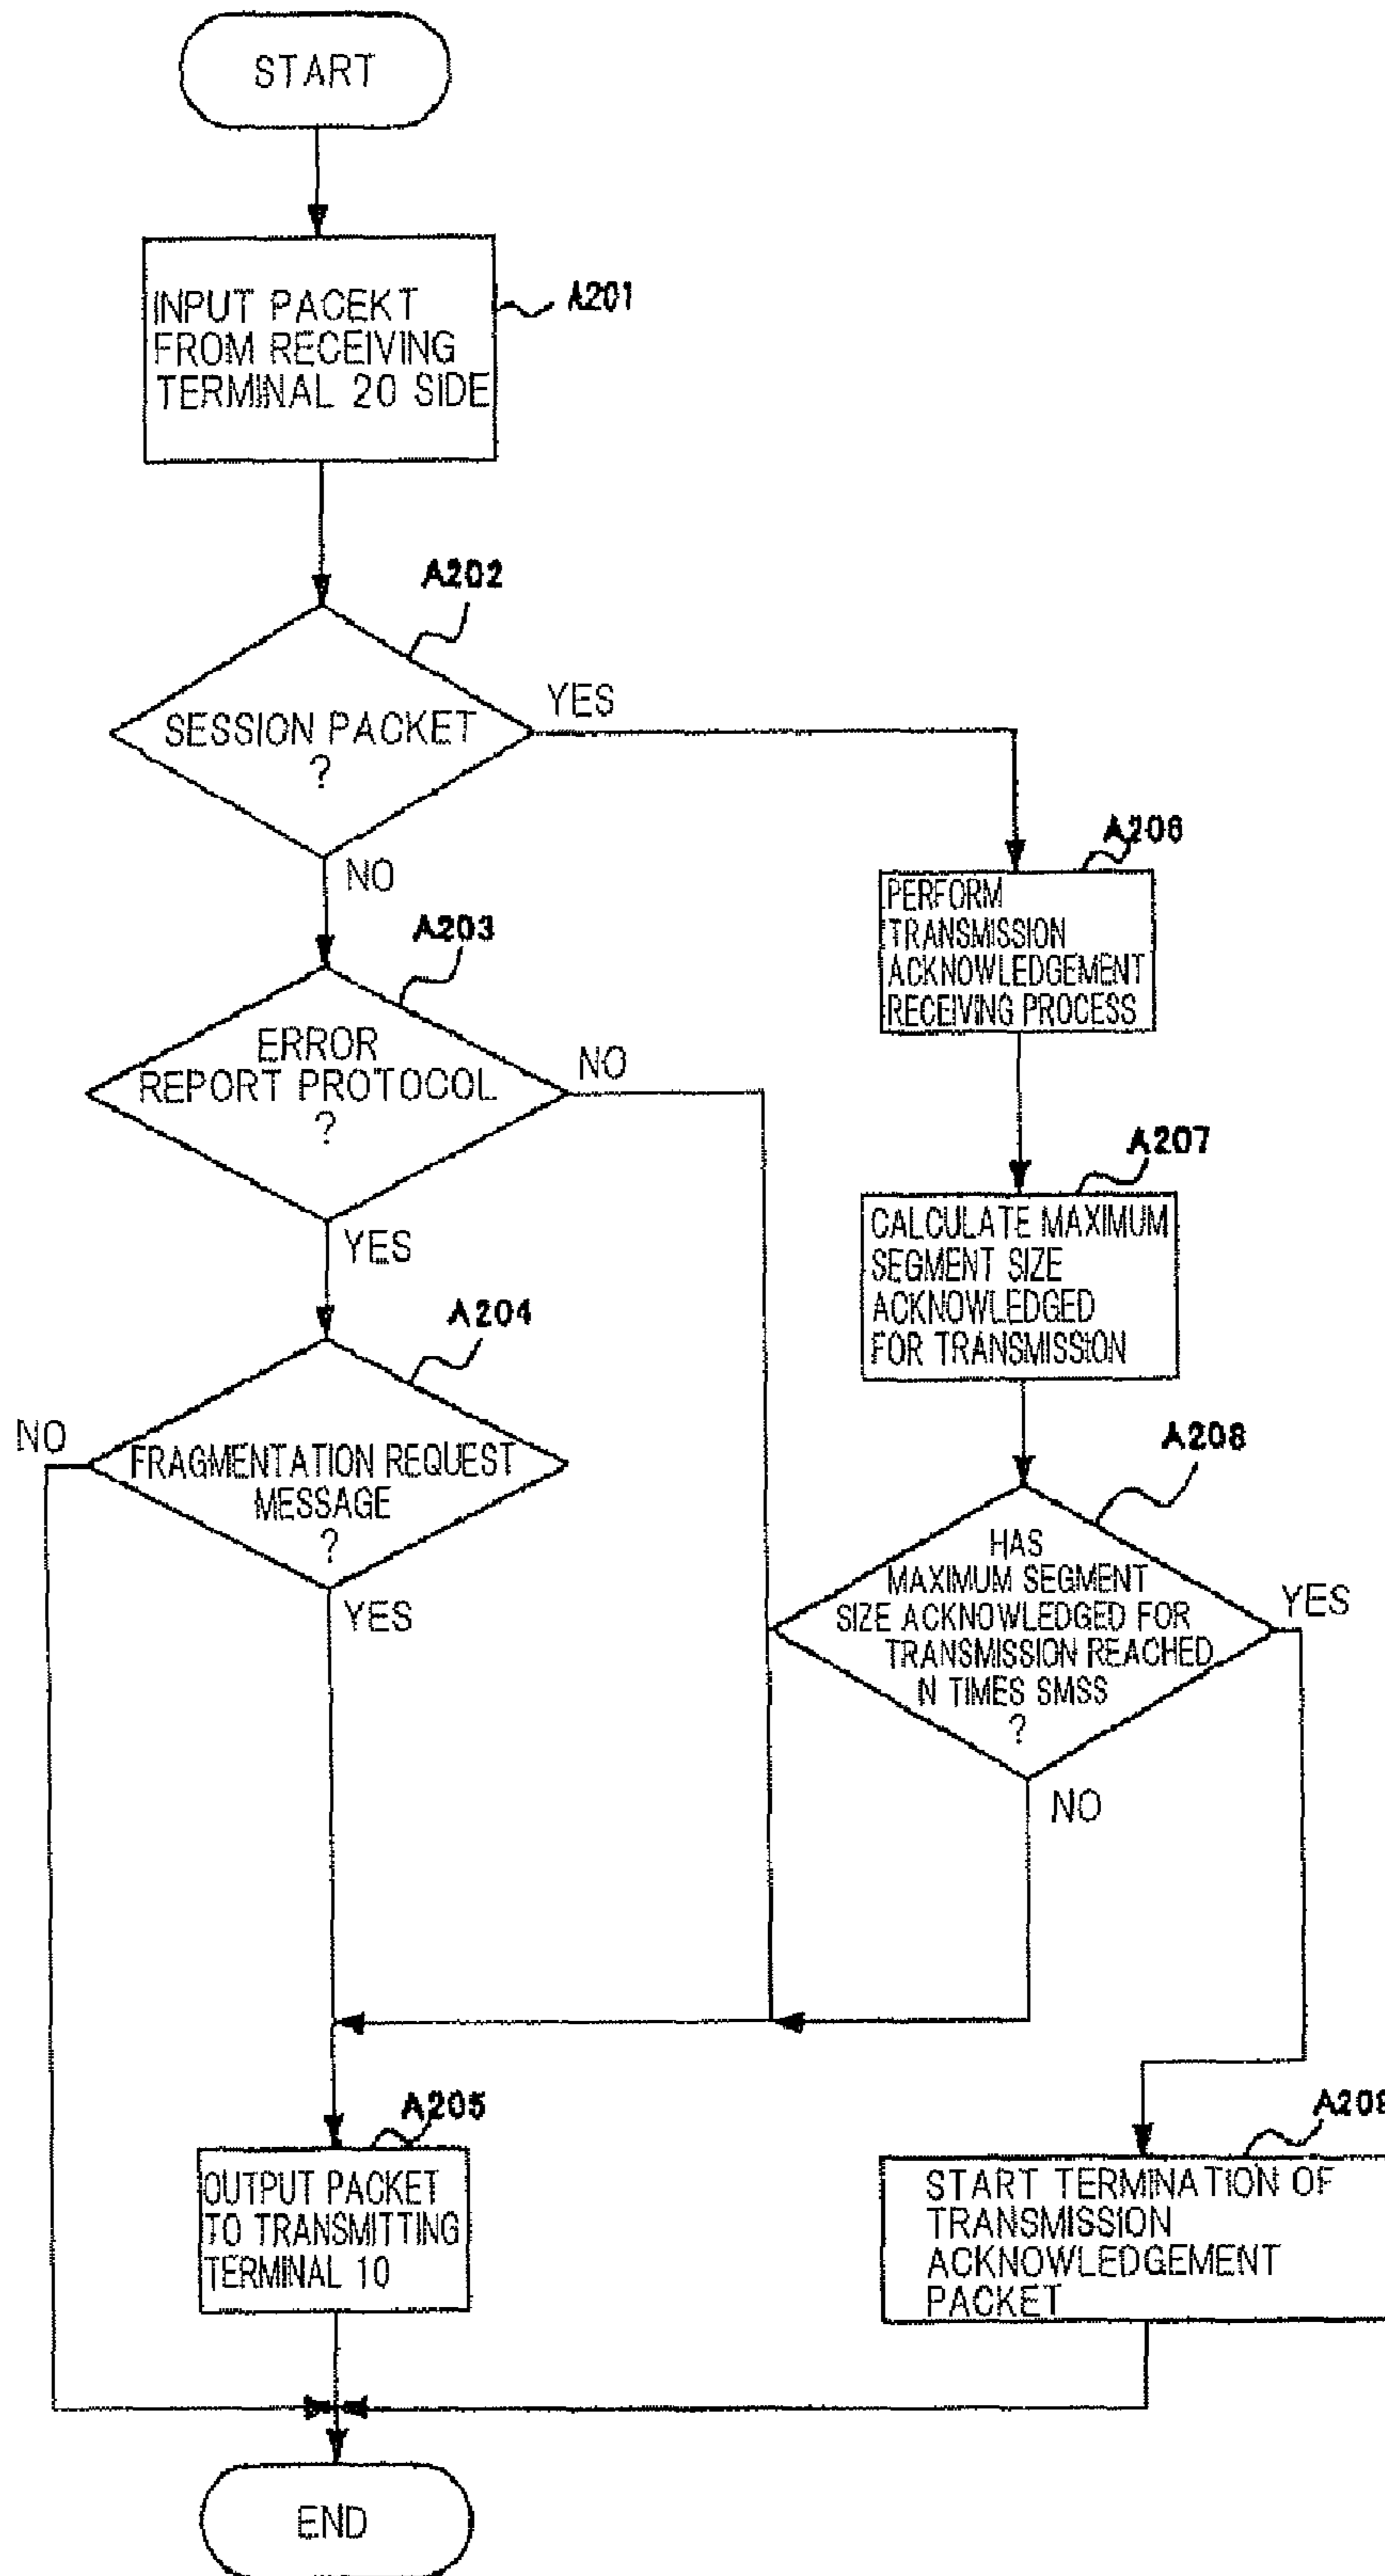 START
INPUT PACEKT
FROM RECEIVING
TERMINAL 20 SIDE
A201
A202
SESSION PACKET
?
YES
NO
A203
ERROR
REPORT PROTOCOL
?
NO
YES
A204
NO
FRAGMENTATION REQUEST
MESSAGE
?
YES
A206
PERFORM
TRANSMISSION
ACKNOWLEDGEMENT
RECEIVING PROCESS
A207
CALCULATE MAXIMUM
SEGMENT SIZE
ACKNOWLEDGED
FOR TRANSMISSION
A208
HAS
MAXIMUM SEGMENT
SIZE ACKNOWLEDGED FOR
TRANSMISSION REACHED
N TIMES SMSS
?
YES
NO
A205
OUTPUT PACKET
TO TRANSMITTING
TERMINAL 10
A209
START TERMINATION OF
TRANSMISSION
ACKNOWLEDGEMENT
PACKET
END